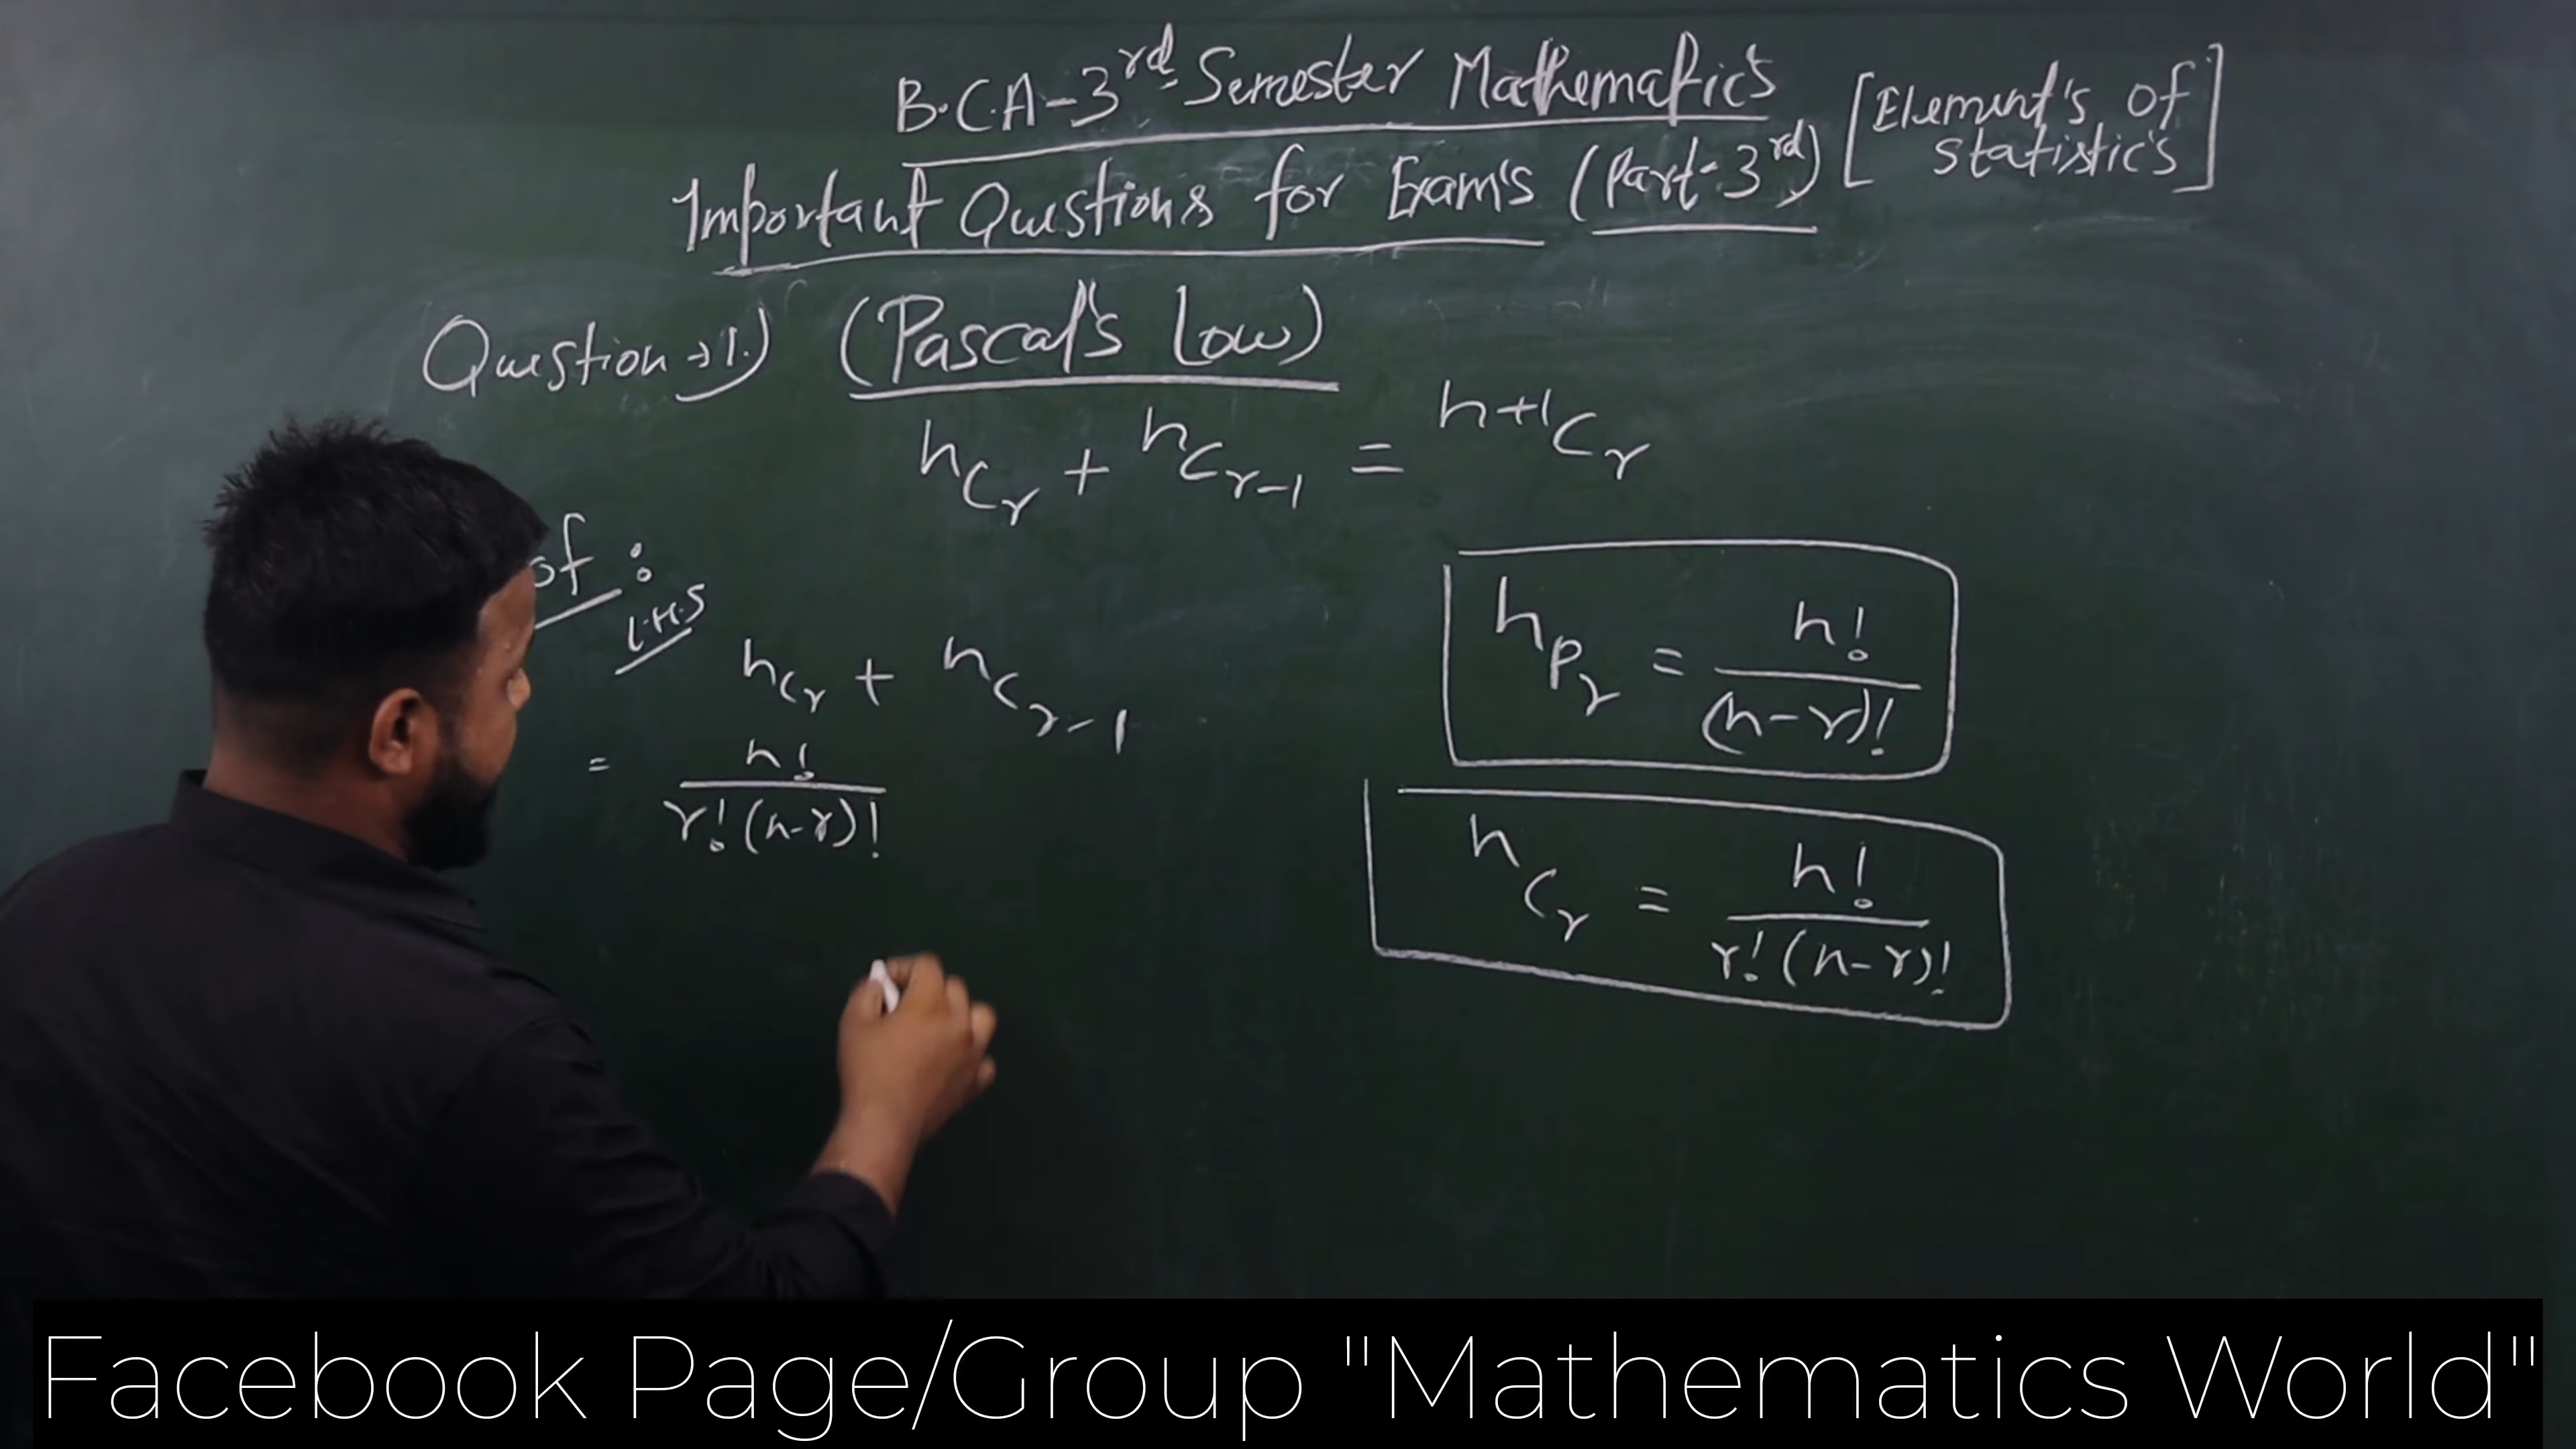 B.C.A-3rd Semester Mathematic's
Important Questions for Exam's (Part-3rd) [Element's of statistic's]
Question→1.) (Pascal's Low)
nCr + nCr-1 = n+1Cr
of :
L.H.S
nCr + nCr-1
= n! / r!(n-r)!
nPr = n! / (n-r)!
nCr = n! / r!(n-r)!
Facebook Page/Group "Mathematics World"